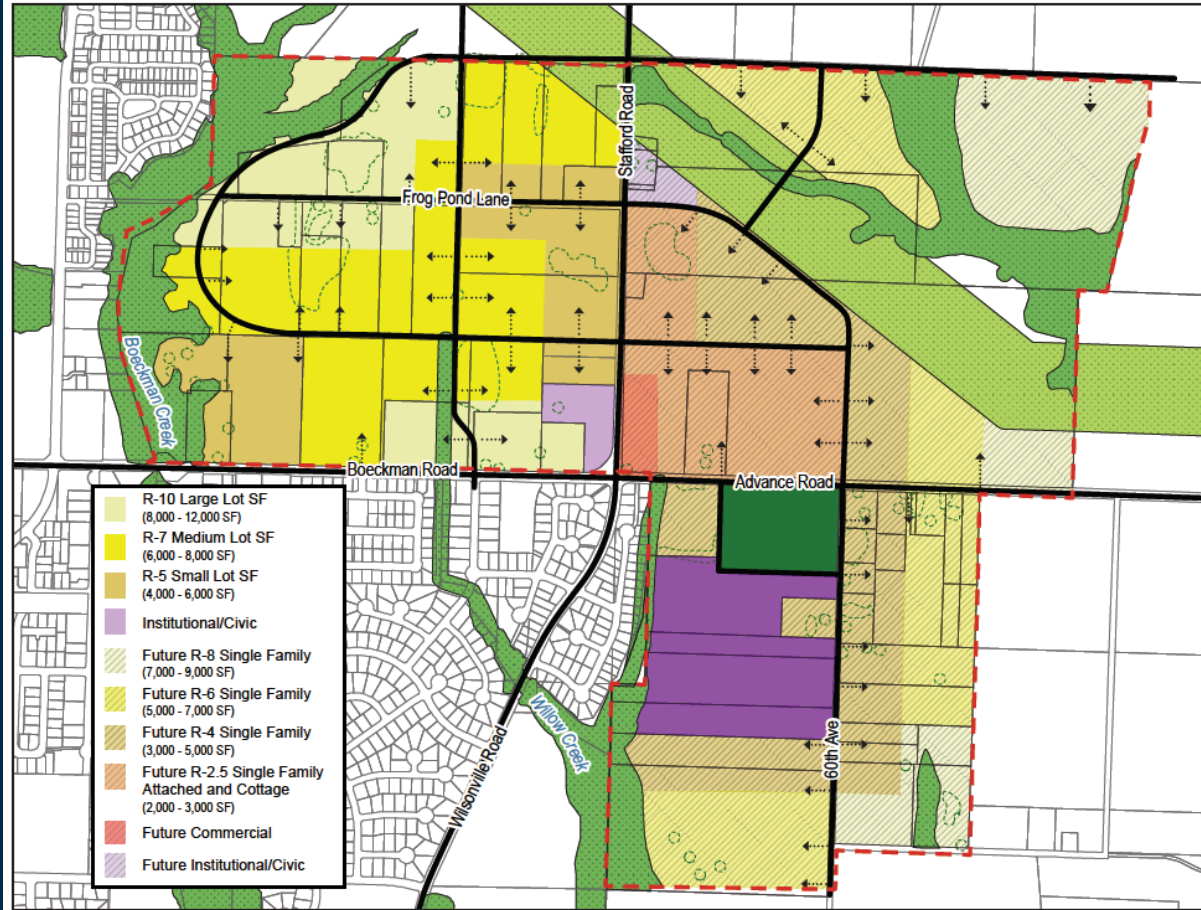 Stafford Road
Frog Pond Lane
Boeckman Creek
Boeckman Road
Advance Road
R-10 Large Lot SF
(8,000 - 12,000 SF)
R-7 Medium Lot SF
(6,000 - 8,000 SF)
R-5 Small Lot SF
(4,000 - 6,000 SF)
Institutional/Civic
Future R-8 Single Family
(7,000 - 9,000 SF)
Future R-6 Single Family
(5,000 - 7,000 SF)
Future R-4 Single Family
(3,000 - 5,000 SF)
Future R-2.5 Single Family
Attached and Cottage
(2,000 - 3,000 SF)
Future Commercial
Future Institutional/Civic
Willow Creek
Wilsonville Road
60th Ave